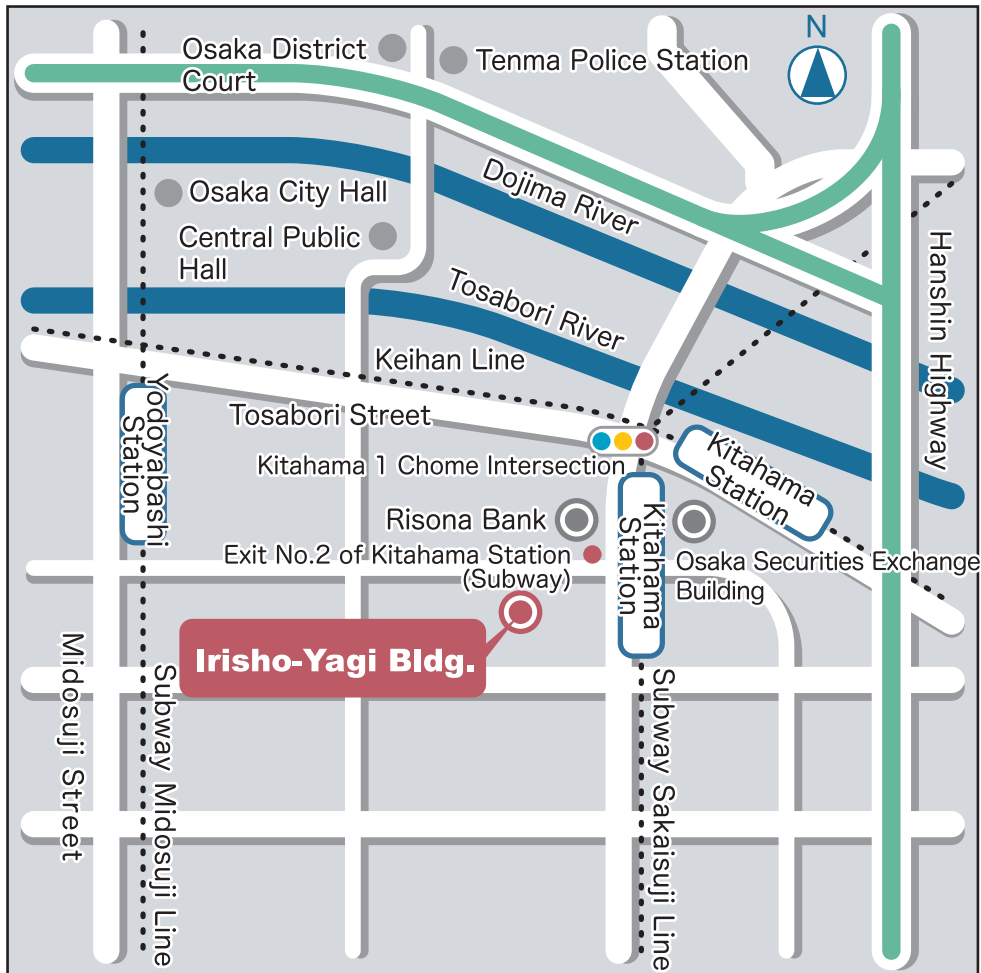 N
Osaka District
Court
Tenma Police Station
Osaka City Hall
Central Public
Hall
Dojima River
Tosabori River
Hanshin Highway
Keihan Line
Tosabori Street
Yodoyabashi
Station
Kitahama 1 Chome Intersection
Kitahama
Station
Risona Bank
Kitahama
Station
Exit No.2 of Kitahama Station
(Subway)
Osaka Securities Exchange
Building
Irisho-Yagi Bldg.
Midosuji Street
Subway Midosuji Line
Subway Sakaisuji Line